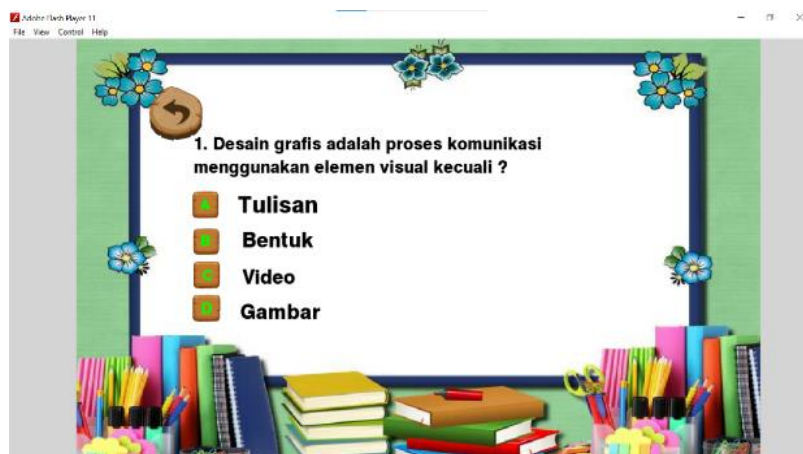 Adobe Flash Player 11
File View Control Help
1. Desain grafis adalah proses komunikasi
menggunakan elemen visual kecuali ?
A Tulisan
B Bentuk
C Video
D Gambar